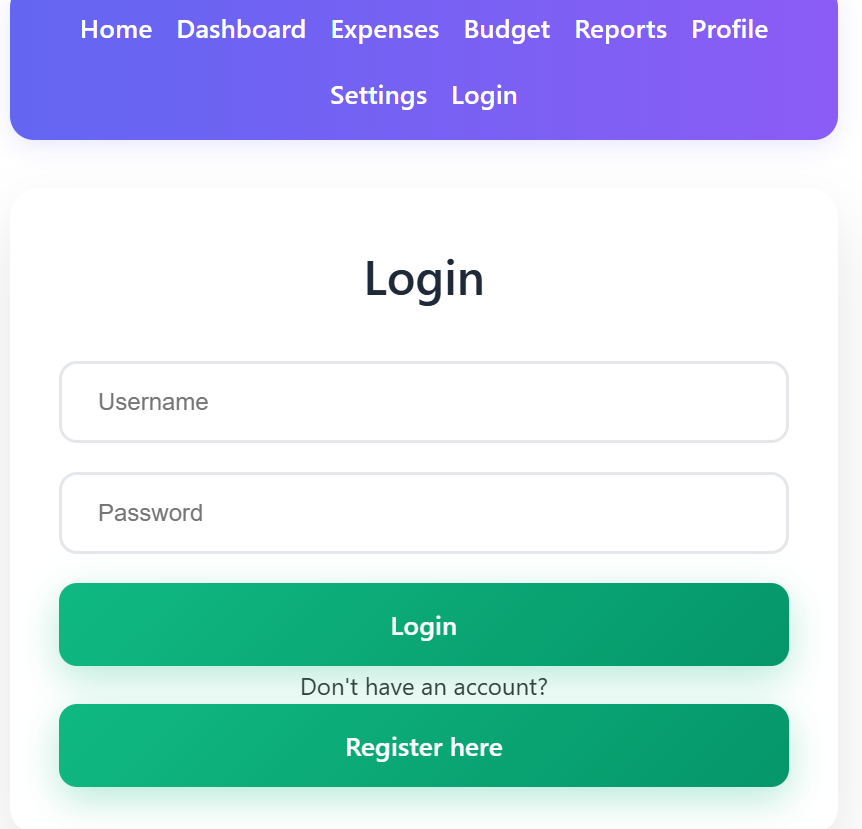 Home Dashboard Expenses Budget Reports Profile
Settings Login
Login
Username
Password
Login
Don't have an account?
Register here